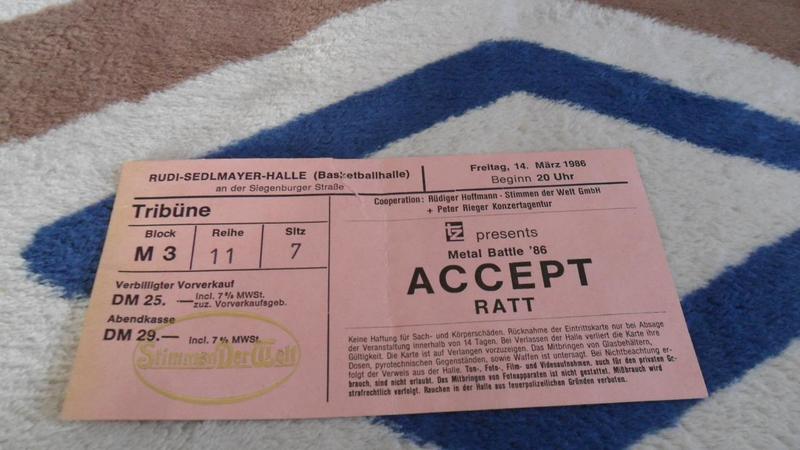 RUDI-SEDLMAYER-HALLE (Basketballhalle)
an der Siegenburger Straße
Freitag, 14. März 1986
Beginn 20 Uhr
Tribüne
Block Reihe Sitz
M 3 11 7
Verbilligter Vorverkauf
DM 25.— incl. 7% MWSt.
zuz. Vorverkaufsgeb.
Abendkasse
DM 29.— incl. 7% MWSt.
Stimmen Der Welt
Cooperation: Rüdiger Hoffmann - Stimmen der Welt GmbH
+ Peter Rieger Konzertagentur
presents
Metal Battle '86
ACCEPT
RATT
Keine Haftung für Sach- und Körperschäden. Rücknahme der Eintrittskarte nur bei Absage
der Veranstaltung innerhalb von 14 Tagen. Bei Verlassen der Halle verliert die Karte ihre
Gültigkeit. Die Karte ist auf Verlangen vorzuzeigen. Das Mitbringen von Glasbehältern,
Dosen, pyrotechnischen Gegenständen, sowie Waffen ist untersagt. Bei Nichtbeachtung er-
folgt der Verweis aus der Halle. Ton-, Foto-, Film- und Videoaufnahmen, auch für den privaten Ge-
brauch, sind nicht erlaubt. Das Mitbringen von Fotoapparaten ist nicht gestattet. Mißbrauch wird
strafrechtlich verfolgt. Rauchen in der Halle aus feuerpolizeilichen Gründen verboten.